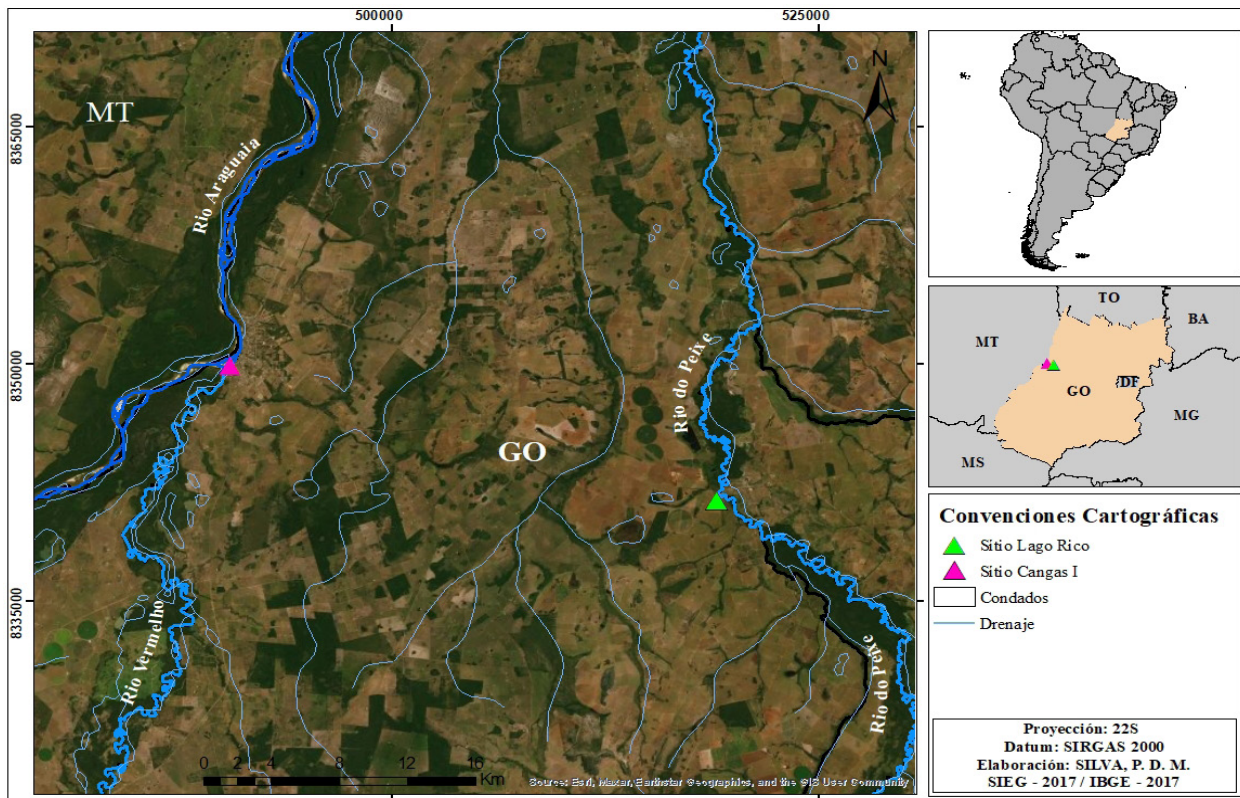 500000
525000
8365000
8350000
8335000
MT
N
Rio Araguaia
Rio do Peixe
GO
Rio Vermelho
Rio do Peixe
0 2 4 8 12 16
Km
Source: Esri, Maxar, Earthstar Geographics, and the GIS User Community
TO
BA
MT
DF
GO
MG
MS
Convenciones Cartográficas
Sitio Lago Rico
Sitio Cangas I
Condados
Drenaje
Proyección: 22S
Datum: SIRGAS 2000
Elaboración: SILVA, P. D. M.
SIEG - 2017 / IBGE - 2017